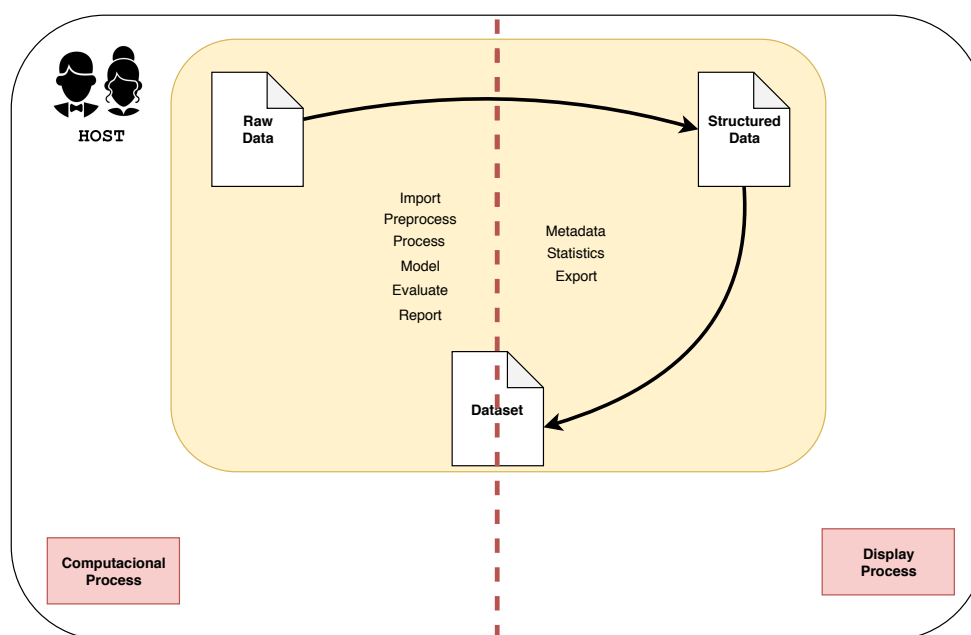 HOST
Raw
Data
Structured
Data
Import
Preprocess
Process
Model
Evaluate
Report
Metadata
Statistics
Export
Dataset
Computacional
Process
Display
Process